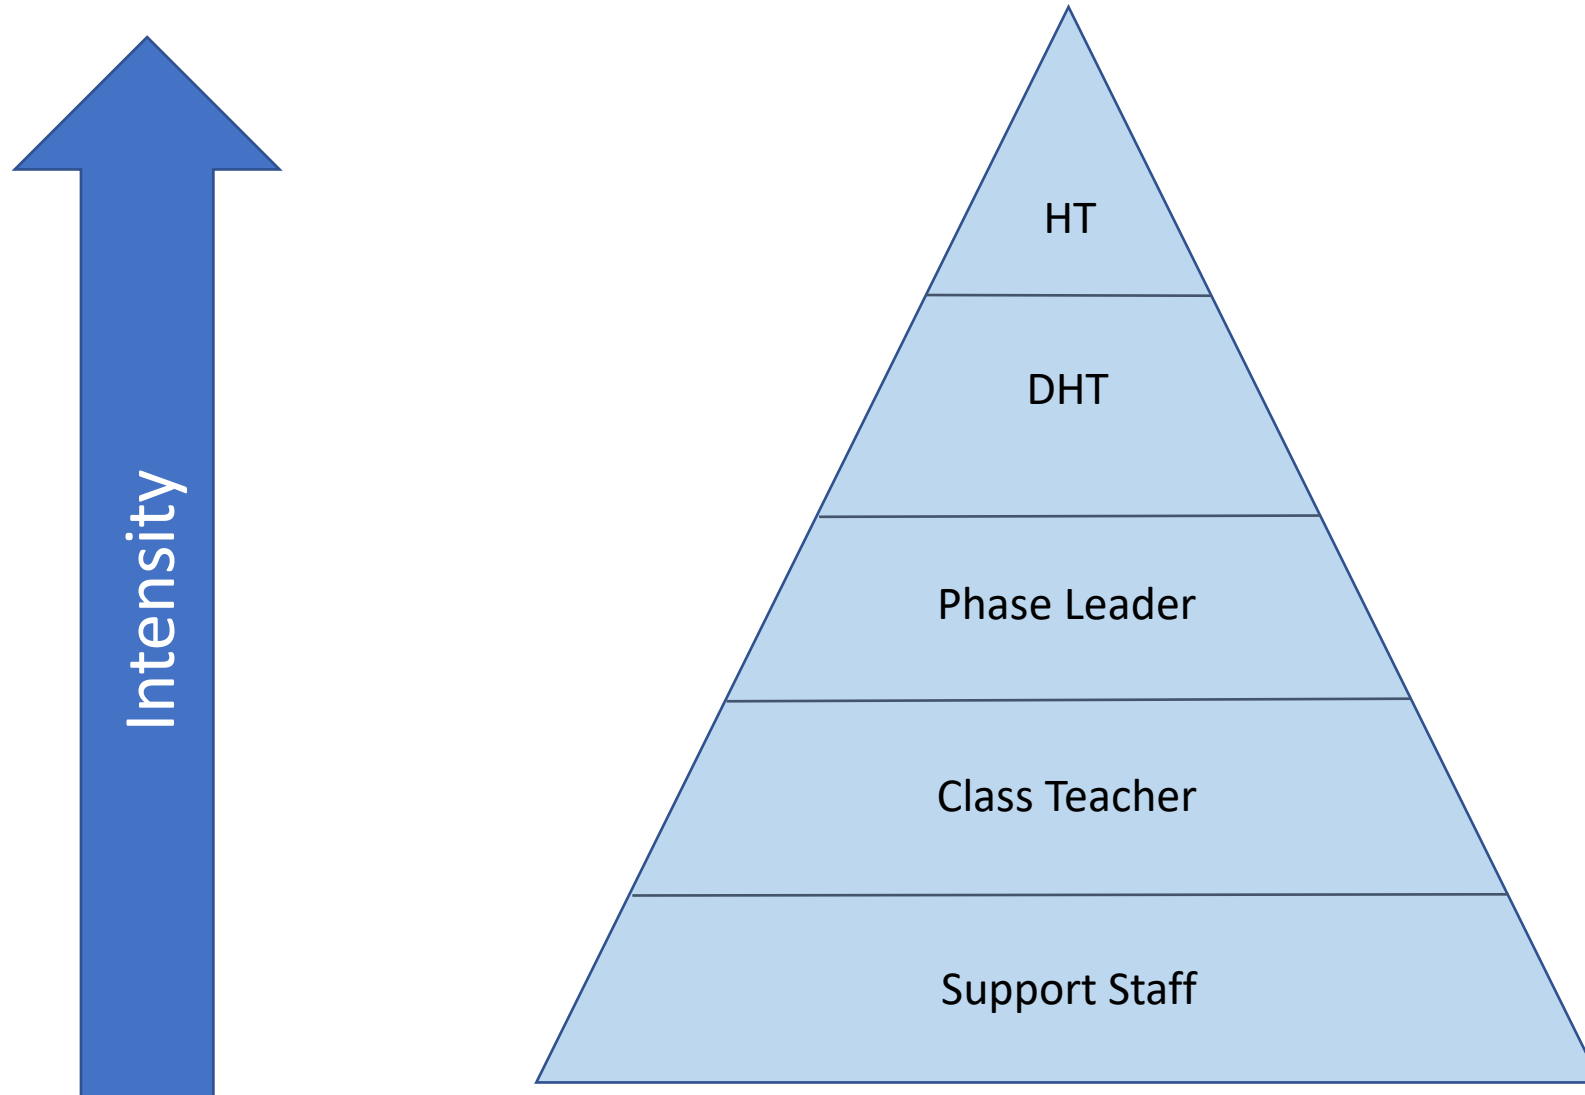 Intensity
HT
DHT
Phase Leader
Class Teacher
Support Staff